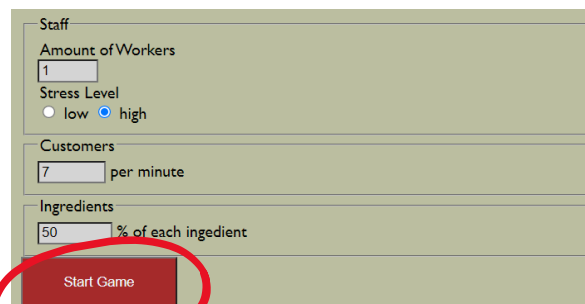 Staff
Amount of Workers
1
Stress Level
low high
Customers
7 per minute
Ingredients
50 % of each ingedient
Start Game